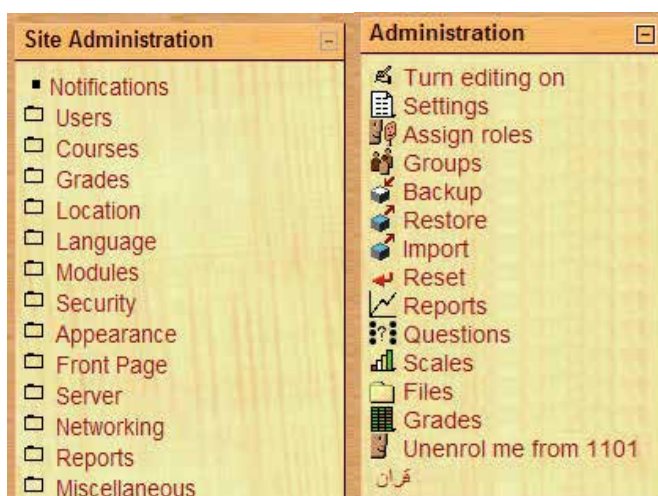 Site Administration
Notifications
Users
Courses
Grades
Location
Language
Modules
Security
Appearance
Front Page
Server
Networking
Reports
Miscellaneous
Administration
Turn editing on
Settings
Assign roles
Groups
Backup
Restore
Import
Reset
Reports
Questions
Scales
Files
Grades
Unenrol me from 1101
قران